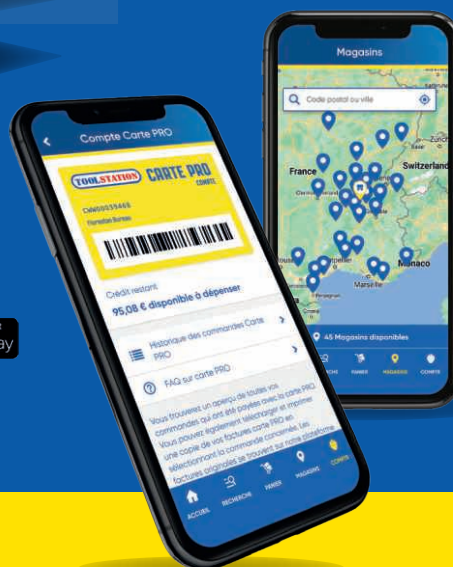 Magasins
Code postal ou ville
Zurich
Switzerland
France
Monaco
Marseille
Perpignan
45 Magasins disponibles
PANIER
MAGASINS
COMPTE
Compte Carte PRO
TOOLSTATION
CARTE PRO
COMPTE
Crédit restant
95,08 € disponible à dépenser
Historique des commandes Carte
PRO
FAQ sur carte PRO
Vous trouverez un aperçu de toutes vos
commandes qui ont été payées avec la carte PRO.
Vous pouvez également télécharger et imprimer
une copie de vos factures carte PRO en
sélectionnant la commande concernée. Les
factures originales se trouvent sur notre plateforme
ACCUEIL
RECHERCHE
PANIER
MAGASINS
COMPTE
ay